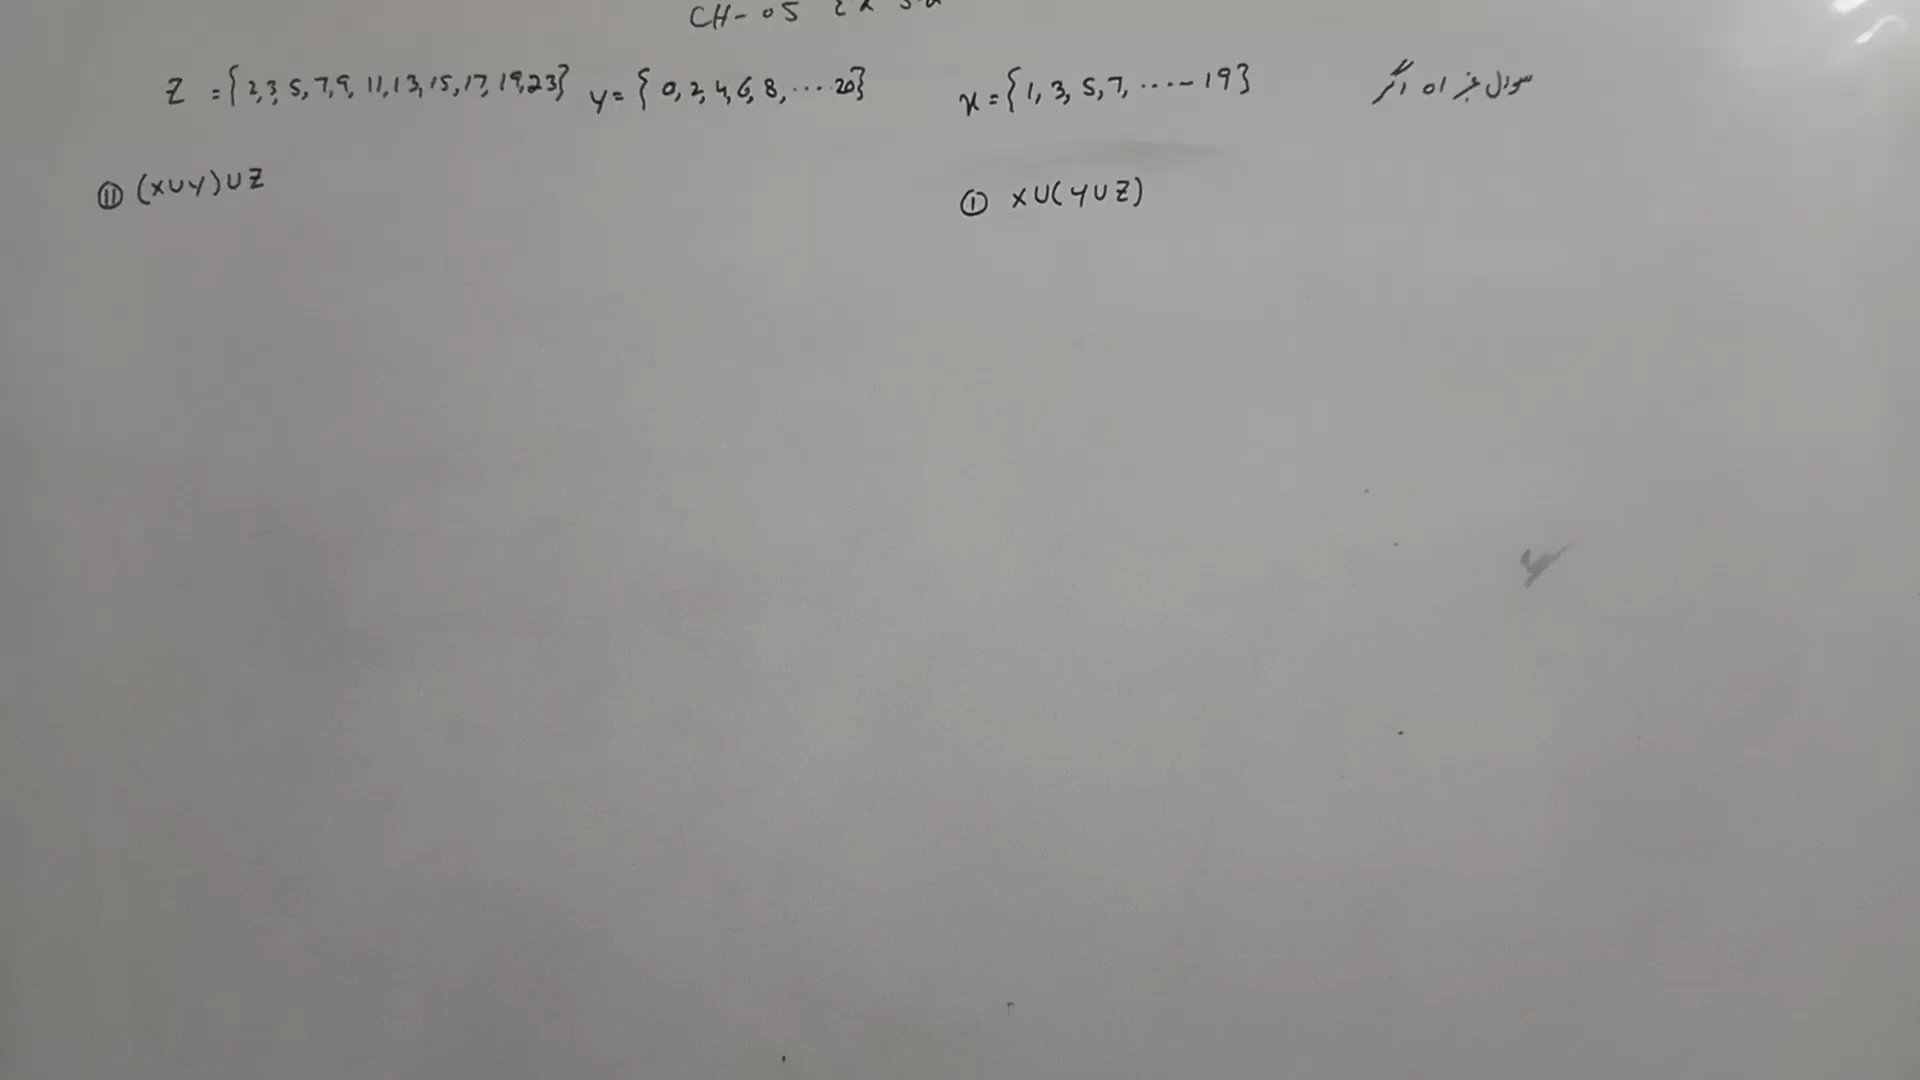 CH-05
سوال نمبر 01 اگر X = {1, 3, 5, 7, ..... 19} Y = {0, 2, 4, 6, 8, .... 20} Z = {2, 3, 5, 7, 9, 11, 13, 15, 17, 19, 23}
① X∪(Y∪Z) ⑪ (X∪Y)∪Z